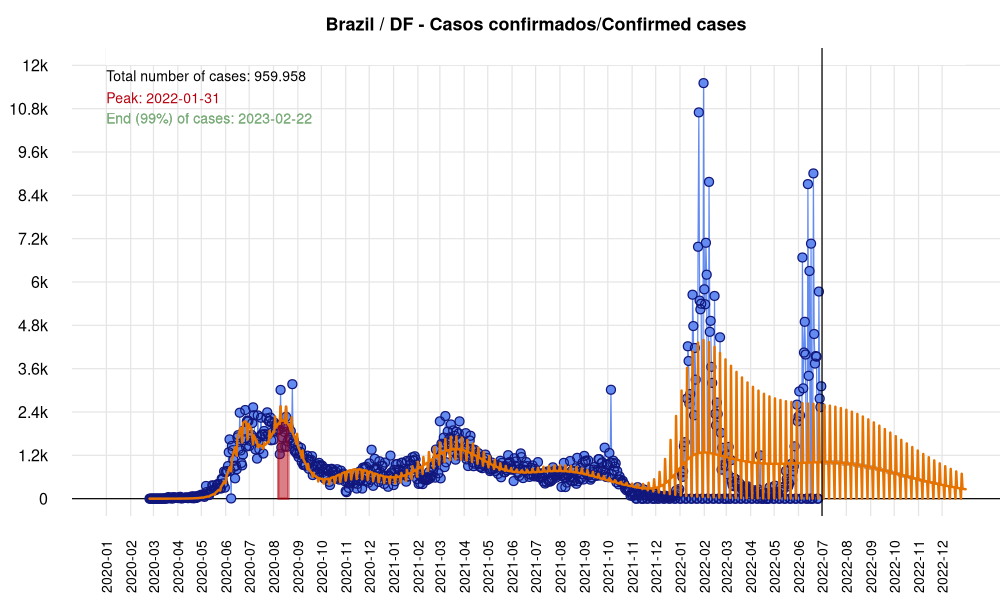 Brazil / DF - Casos confirmados/Confirmed cases
Total number of cases: 959.958
Peak: 2022-01-31
End (99%) of cases: 2023-02-22
12k
10.8k
9.6k
8.4k
7.2k
6k
4.8k
3.6k
2.4k
1.2k
0
2020-01
2020-02
2020-03
2020-04
2020-05
2020-06
2020-07
2020-08
2020-09
2020-10
2020-11
2020-12
2021-01
2021-02
2021-03
2021-04
2021-05
2021-06
2021-07
2021-08
2021-09
2021-10
2021-11
2021-12
2022-01
2022-02
2022-03
2022-04
2022-05
2022-06
2022-07
2022-08
2022-09
2022-10
2022-11
2022-12